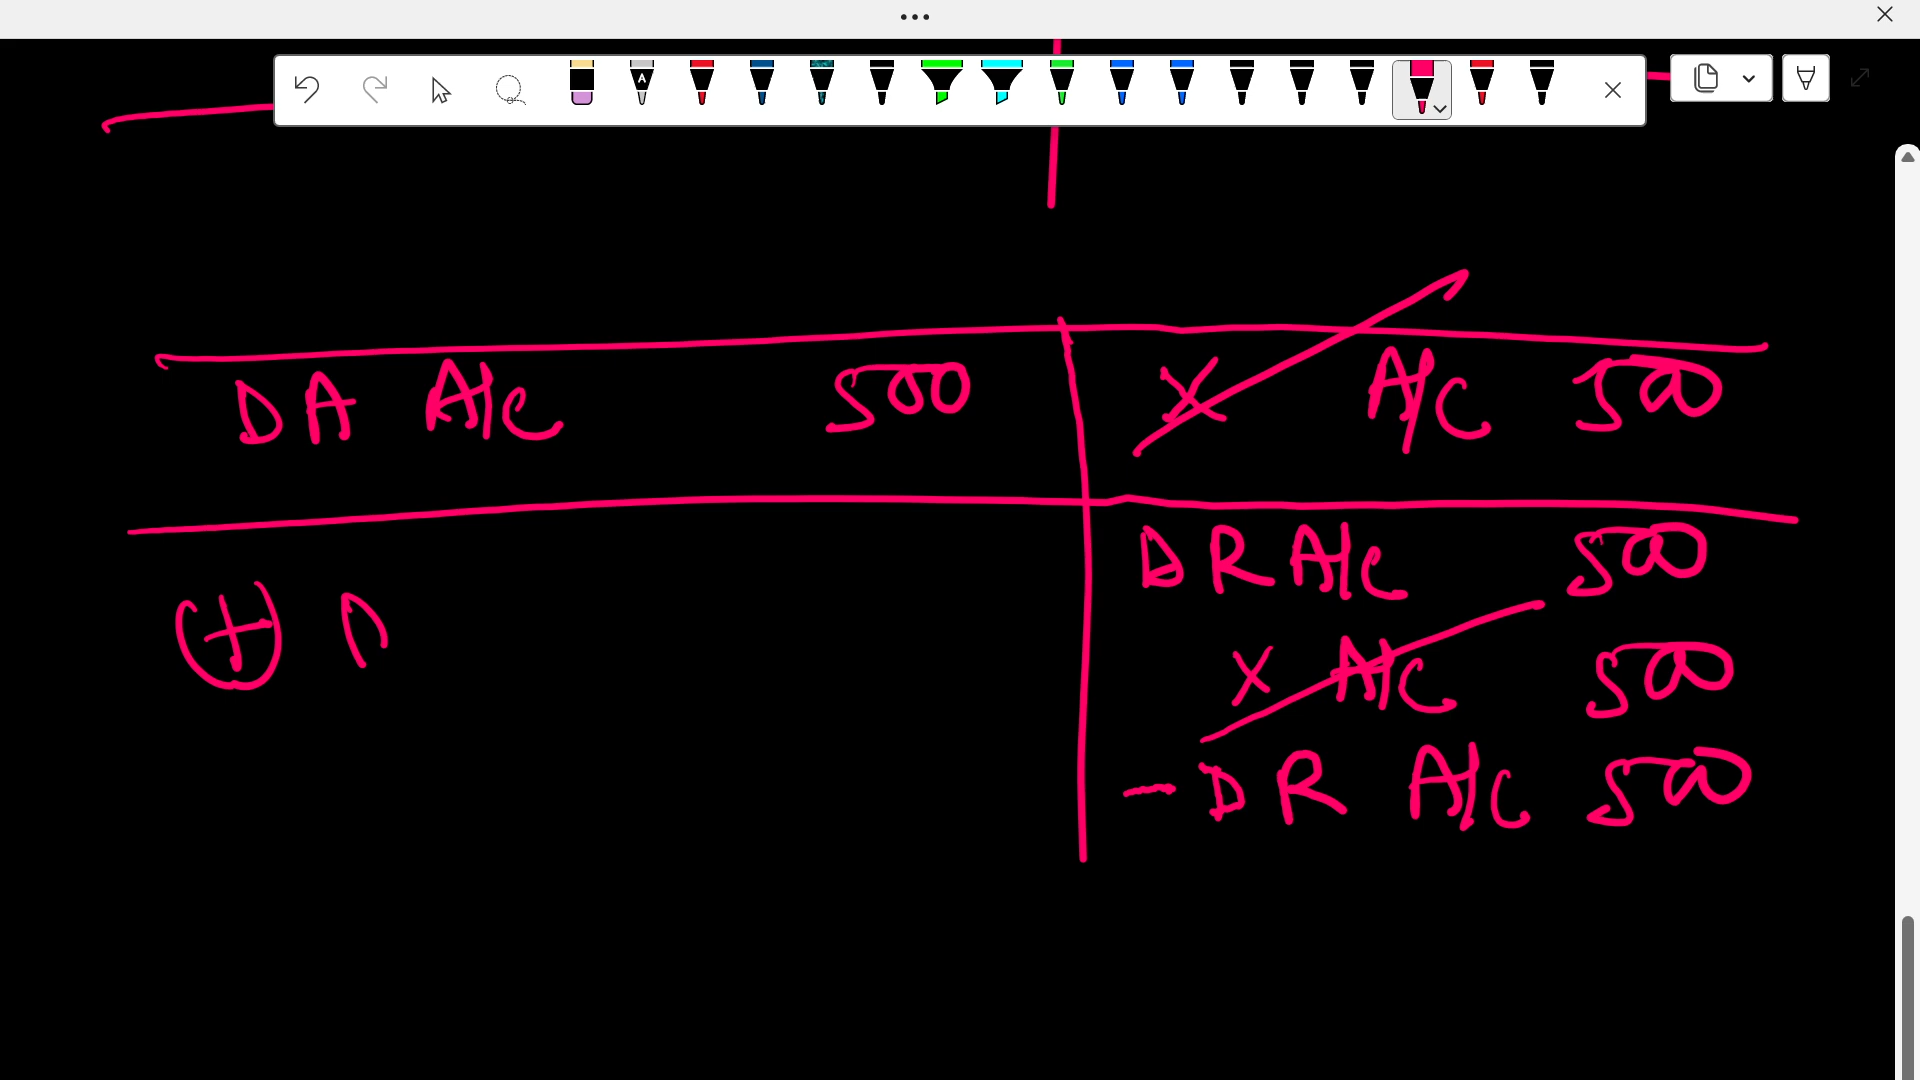 DA A/c 500 X A/c 500
DR A/c 500
X A/c 500
- DR A/c 500
+